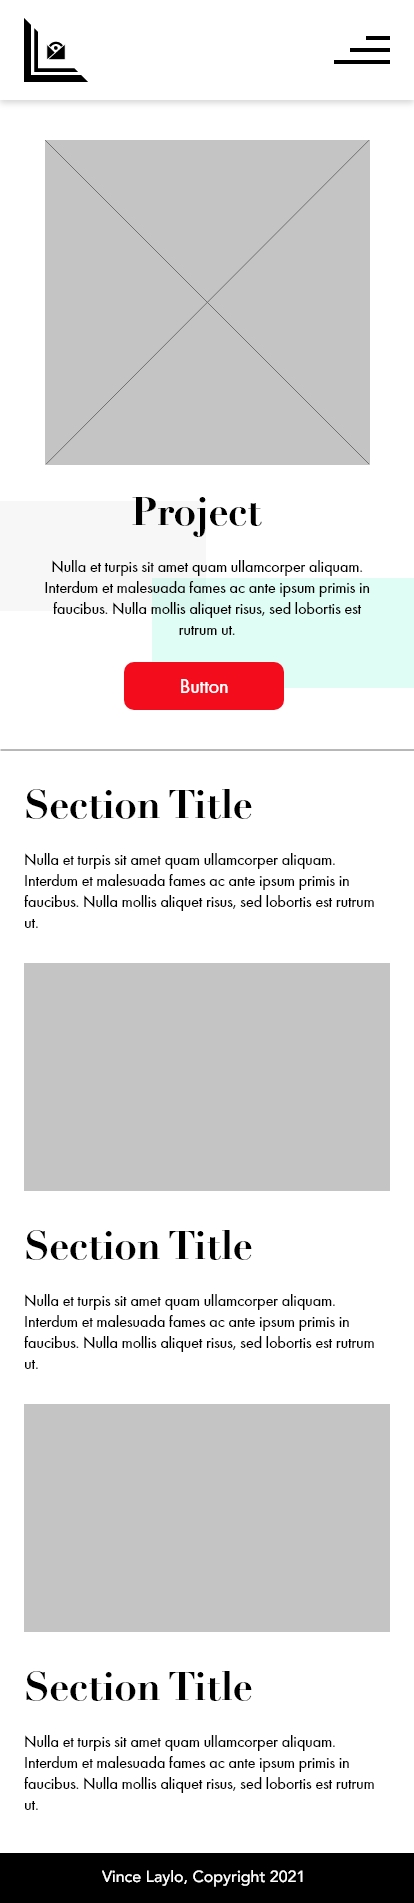 Project
Nulla et turpis sit amet quam ullamcorper aliquam.
Interdum et malesuada fames ac ante ipsum primis in
faucibus. Nulla mollis aliquet risus, sed lobortis est
rutrum ut.
Button
Section Title
Nulla et turpis sit amet quam ullamcorper aliquam.
Interdum et malesuada fames ac ante ipsum primis in
faucibus. Nulla mollis aliquet risus, sed lobortis est rutrum
ut.
Section Title
Nulla et turpis sit amet quam ullamcorper aliquam.
Interdum et malesuada fames ac ante ipsum primis in
faucibus. Nulla mollis aliquet risus, sed lobortis est rutrum
ut.
Section Title
Nulla et turpis sit amet quam ullamcorper aliquam.
Interdum et malesuada fames ac ante ipsum primis in
faucibus. Nulla mollis aliquet risus, sed lobortis est rutrum
ut.
Vince Laylo, Copyright 2021